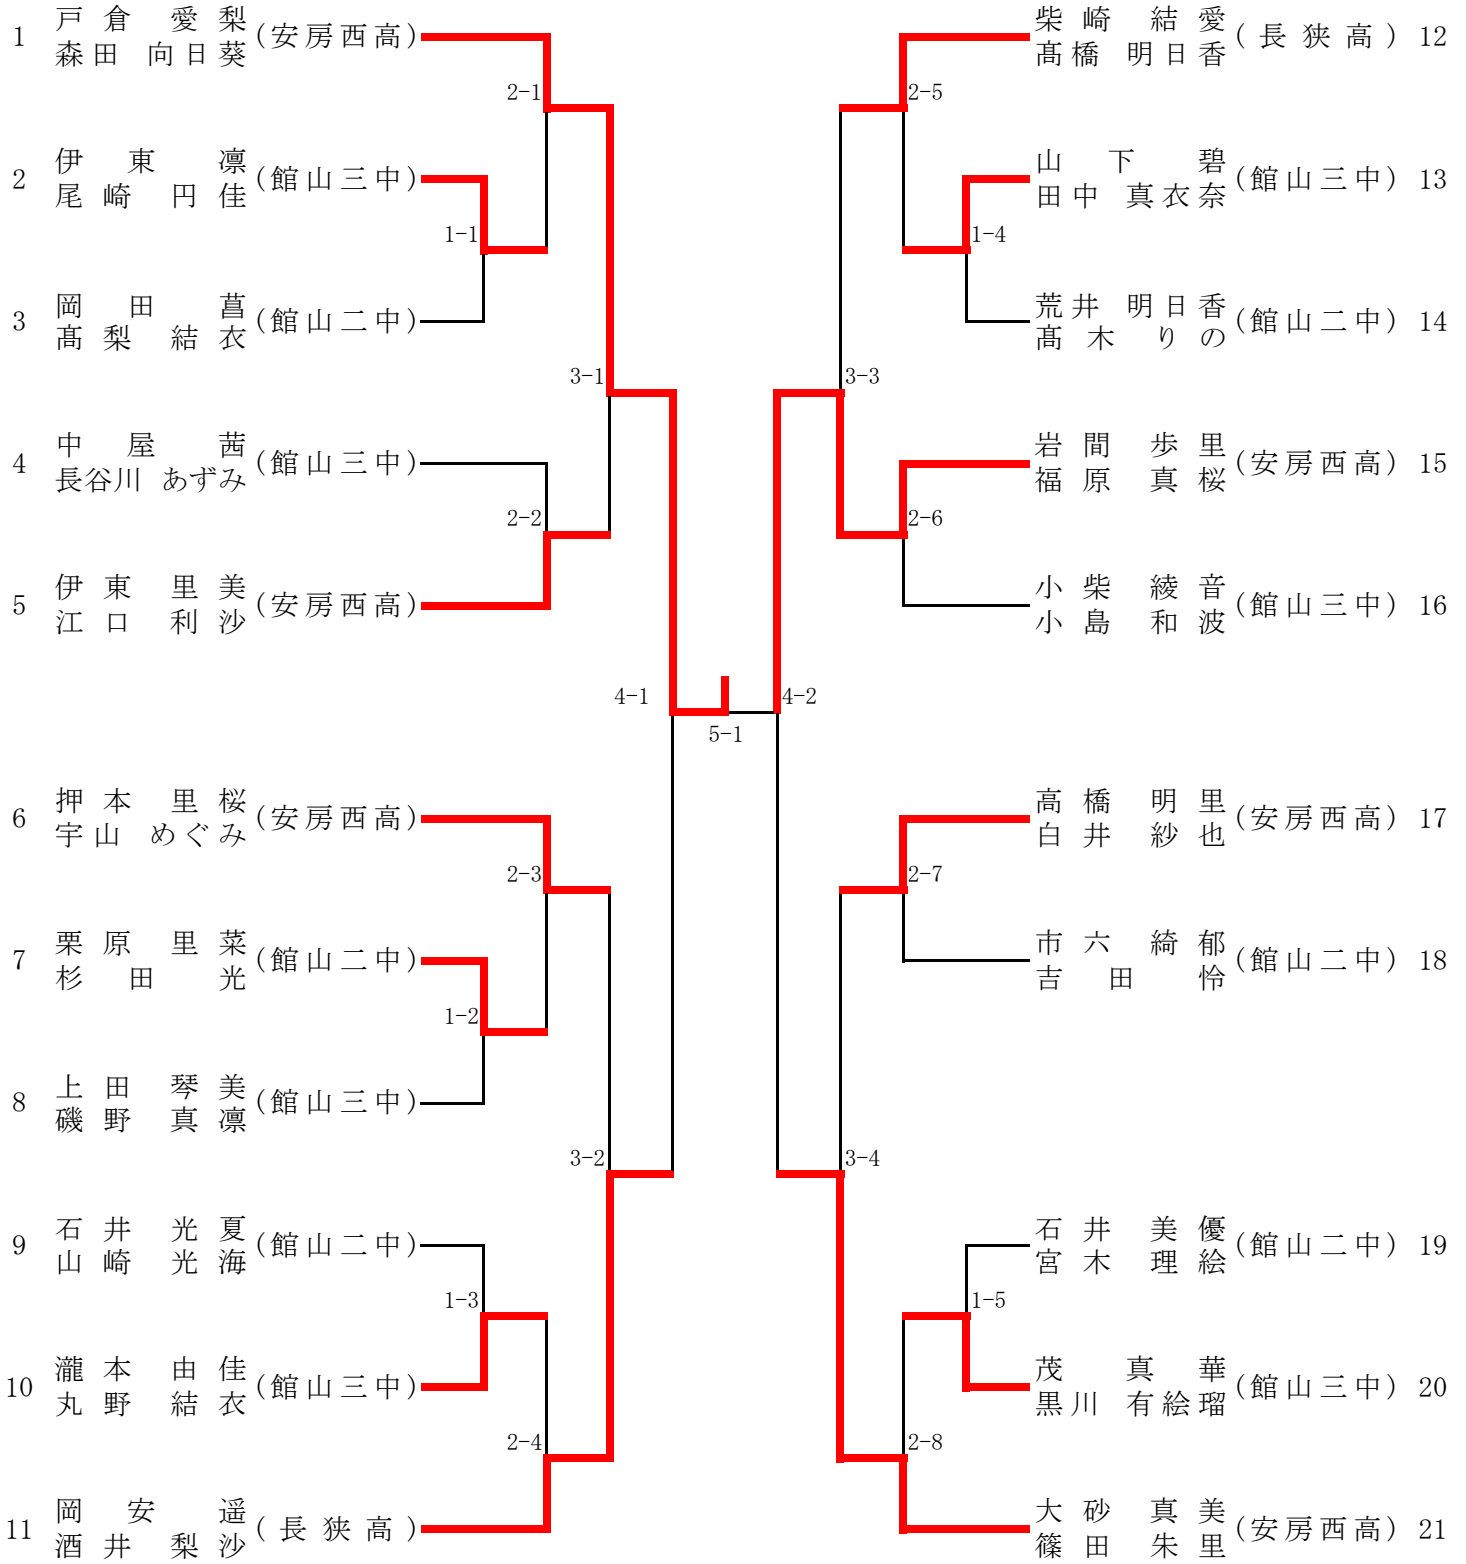 1 戸倉 愛梨 (安房西高)
森田 向日葵
2-1
2 伊東 凛 (館山三中)
尾崎 円佳
1-1
3 岡田 菖 (館山二中)
髙梨 結衣
3-1
4 中屋 茜 (館山三中)
長谷川 あずみ
2-2
5 伊東 里美 (安房西高)
江口 利沙
4-1
5-1
6 押本 里桜 (安房西高)
宇山 めぐみ
2-3
7 栗原 里菜 (館山二中)
杉田 光
1-2
8 上田 琴美 (館山三中)
磯野 真凛
3-2
9 石井 光夏 (館山二中)
山崎 光海
1-3
10 瀧本 由佳 (館山三中)
丸野 結衣
2-4
11 岡安 遥 (長狭高)
酒井 梨沙
柴崎 結愛 (長狭高) 12
髙橋 明日香
2-5
山下 碧 (館山三中) 13
田中 真衣奈
1-4
荒井 明日香 (館山二中) 14
髙木 りの
3-3
岩間 歩里 (安房西高) 15
福原 真桜
2-6
小柴 綾音 (館山三中) 16
小島 和波
4-2
高橋 明里 (安房西高) 17
白井 紗也
2-7
市六 綺郁 (館山二中) 18
吉田 怜
3-4
石井 美優 (館山二中) 19
宮木 理絵
1-5
茂 真華 (館山三中) 20
黒川 有絵瑠
2-8
大砂 真美 (安房西高) 21
篠田 朱里